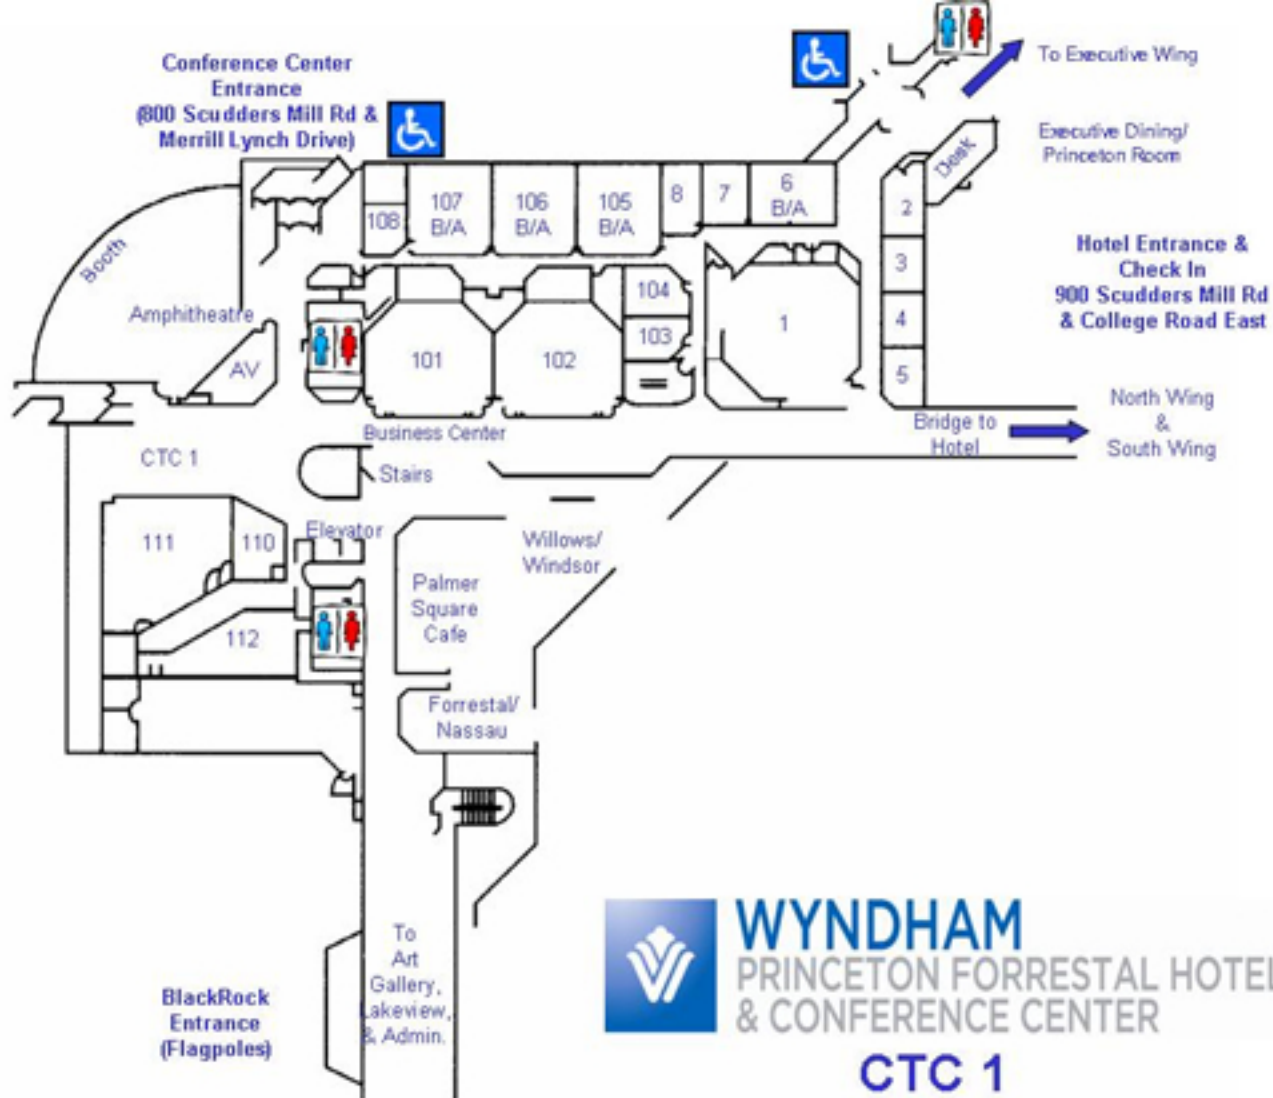 Conference Center
Entrance
(800 Scudders Mill Rd &
Merrill Lynch Drive)
To Executive Wing
Executive Dining/
Princeton Room
Desk
Hotel Entrance &
Check In
900 Scudders Mill Rd
& College Road East
108
107
B/A
106
B/A
105
B/A
8
7
6
B/A
2
3
4
5
Booth
Amphitheatre
AV
101
102
104
103
1
Business Center
Bridge to
Hotel
North Wing
&
South Wing
CTC 1
Stairs
Elevator
111
110
112
Willows/
Windsor
Palmer
Square
Cafe
Forrestal/
Nassau
To
Art
Gallery,
Lakeview,
& Admin.
BlackRock
Entrance
(Flagpoles)
WYNDHAM
PRINCETON FORRESTAL HOTEL
& CONFERENCE CENTER
CTC 1